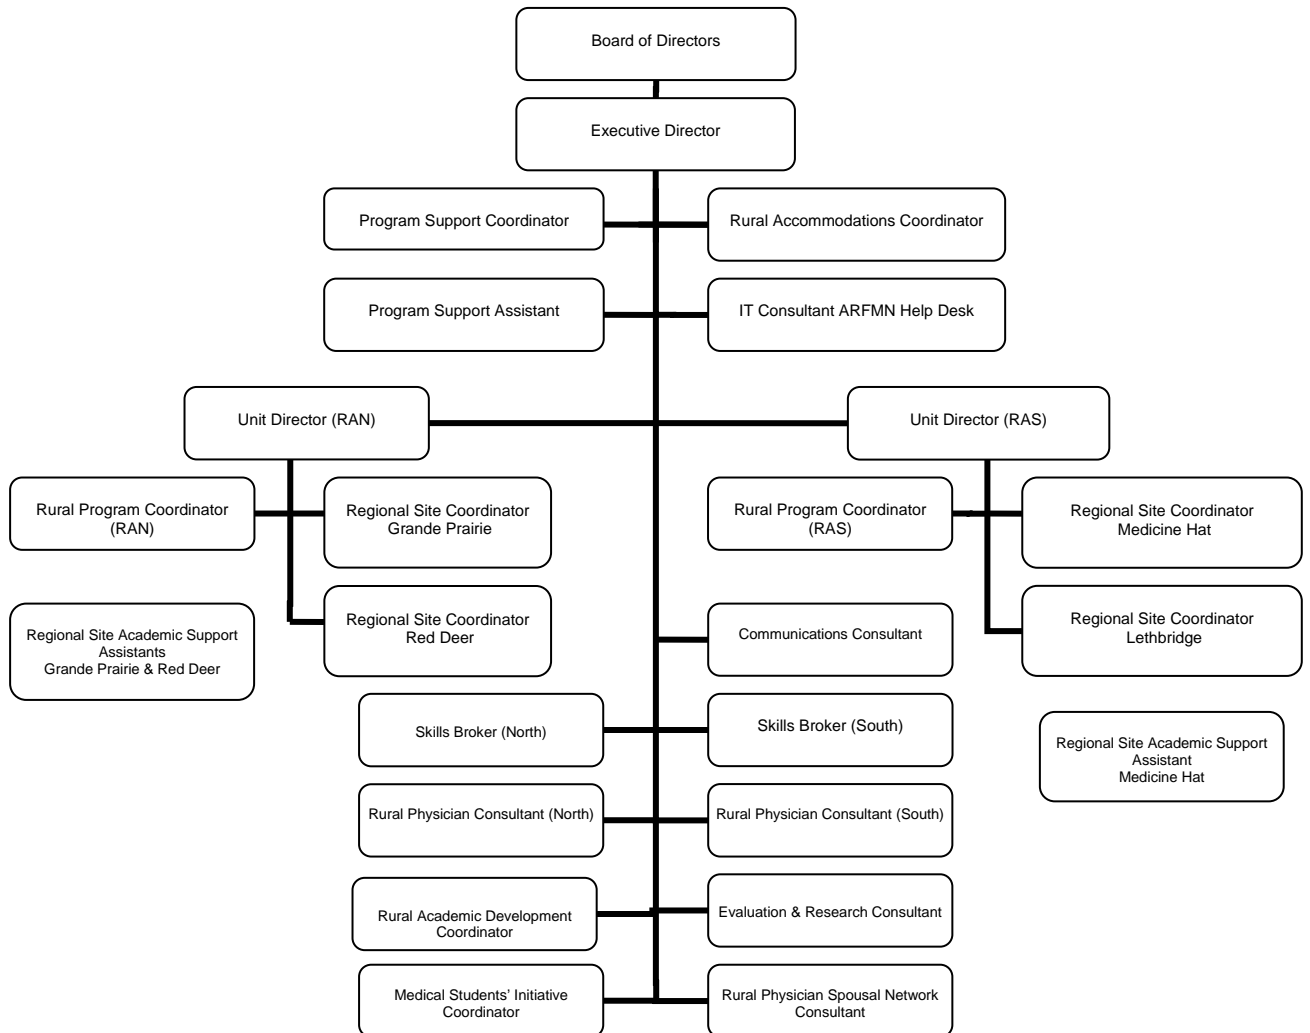 Board of Directors
Executive Director
Program Support Coordinator
Rural Accommodations Coordinator
Program Support Assistant
IT Consultant ARFMN Help Desk
Unit Director (RAN)
Unit Director (RAS)
Rural Program Coordinator
(RAN)
Regional Site Coordinator
Grande Prairie
Rural Program Coordinator
(RAS)
Regional Site Coordinator
Medicine Hat
Regional Site Academic Support
Assistants
Grande Prairie & Red Deer
Regional Site Coordinator
Red Deer
Communications Consultant
Regional Site Coordinator
Lethbridge
Skills Broker (North)
Skills Broker (South)
Regional Site Academic Support
Assistant
Medicine Hat
Rural Physician Consultant (North)
Rural Physician Consultant (South)
Rural Academic Development
Coordinator
Evaluation & Research Consultant
Medical Students’ Initiative
Coordinator
Rural Physician Spousal Network
Consultant